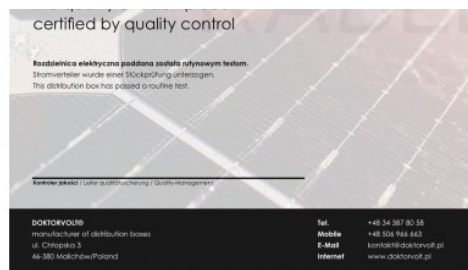 certified by quality control
Rozdzielnica elektryczna poddana została rutynowym testom.
Stromverteiler wurde einer Stückprüfung unterzogen.
This distribution box has passed a routine test.
Kontroler jakości / Leiter qualitätssicherung / Quality-Management
DOKTORVOLT®
manufacturer of distribution boxes
ul. Chłopska 3
46-380 Malichów/Poland
Tel. +48 34 387 80 58
Mobile +48 506 966 663
E-Mail kontakt@doktorvolt.pl
Internet www.doktorvolt.pl